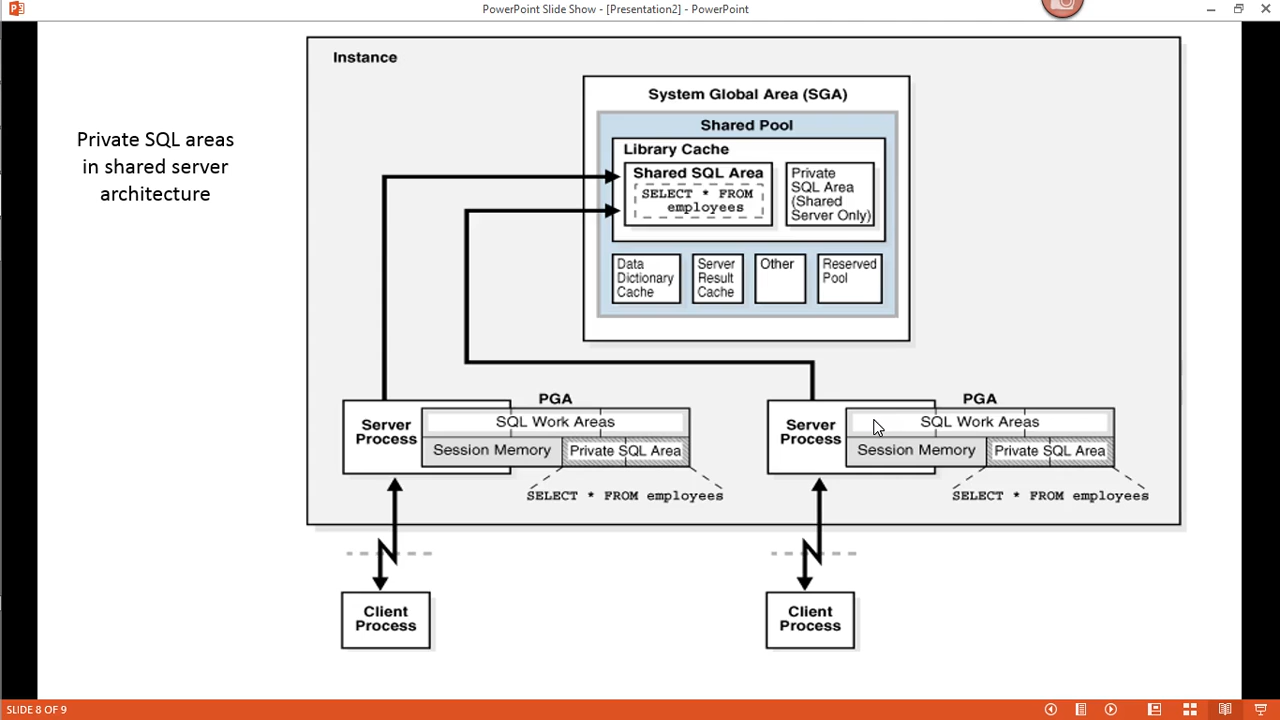 PowerPoint Slide Show - [Presentation2] - PowerPoint
Instance
Private SQL areas
in shared server
architecture
System Global Area (SGA)
Shared Pool
Library Cache
Shared SQL Area
SELECT * FROM
employees
Private
SQL Area
(Shared
Server Only)
Data
Dictionary
Cache
Server
Result
Cache
Other
Reserved
Pool
PGA
Server
Process
SQL Work Areas
Session Memory
Private SQL Area
SELECT * FROM employees
PGA
Server
Process
SQL Work Areas
Session Memory
Private SQL Area
SELECT * FROM employees
Client
Process
Client
Process
SLIDE 8 OF 9